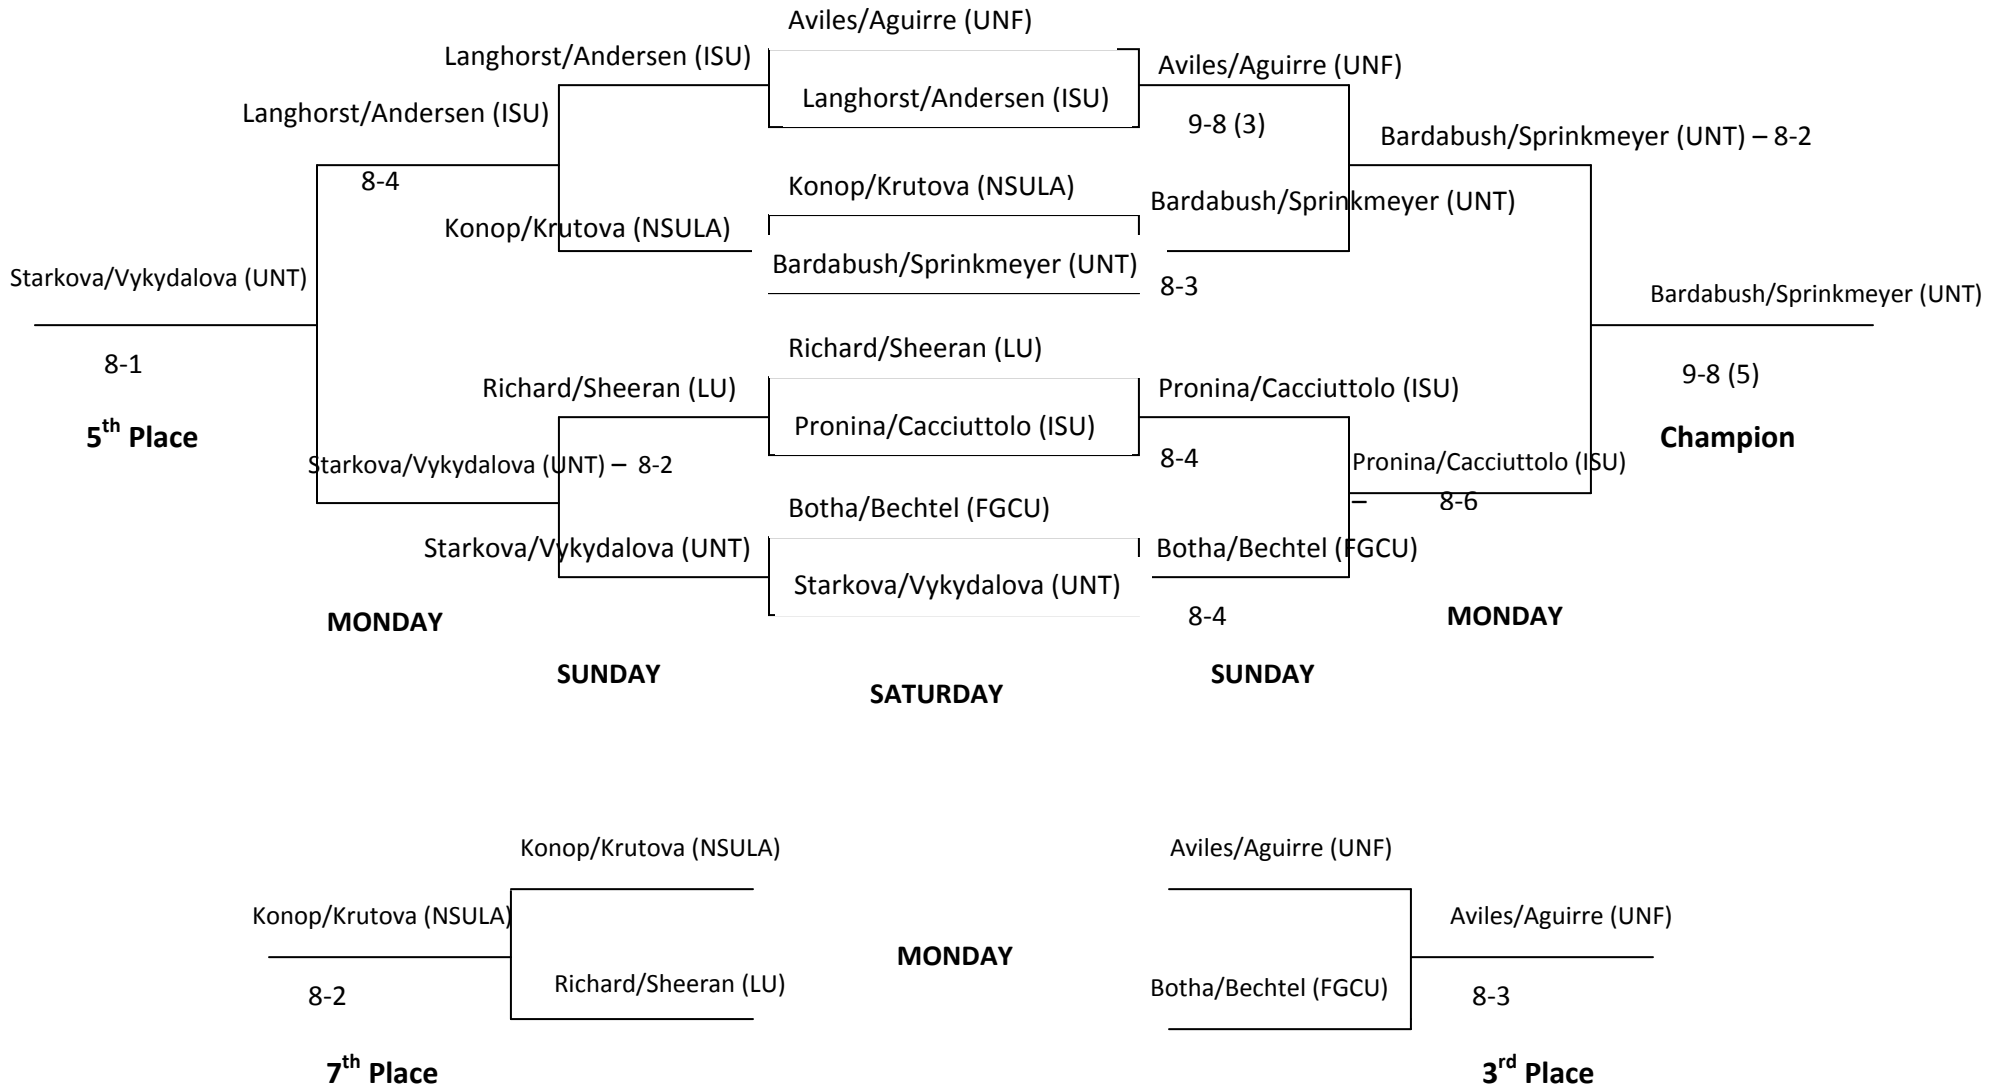 Aviles/Aguirre (UNF)
Langhorst/Andersen (ISU)
Aviles/Aguirre (UNF)
Langhorst/Andersen (ISU)
Langhorst/Andersen (ISU)
9-8 (3)
Bardabush/Sprinkmeyer (UNT) – 8-2
8-4
Konop/Krutova (NSULA)
Bardabush/Sprinkmeyer (UNT)
Konop/Krutova (NSULA)
Bardabush/Sprinkmeyer (UNT)
Starkova/Vykydalova (UNT)
8-3
Bardabush/Sprinkmeyer (UNT)
Richard/Sheeran (LU)
8-1
9-8 (5)
Richard/Sheeran (LU)
Pronina/Cacciuttolo (ISU)
Pronina/Cacciuttolo (ISU)
5th Place
Champion
Starkova/Vykydalova (UNT) – 8-2
8-4
Pronina/Cacciuttolo (ISU)
– 8-6
Botha/Bechtel (FGCU)
Starkova/Vykydalova (UNT)
Botha/Bechtel (FGCU)
Starkova/Vykydalova (UNT)
MONDAY
8-4
MONDAY
SUNDAY
SUNDAY
SATURDAY
Konop/Krutova (NSULA)
Aviles/Aguirre (UNF)
Konop/Krutova (NSULA)
Aviles/Aguirre (UNF)
MONDAY
Richard/Sheeran (LU)
Botha/Bechtel (FGCU)
8-2
8-3
7th Place
3rd Place